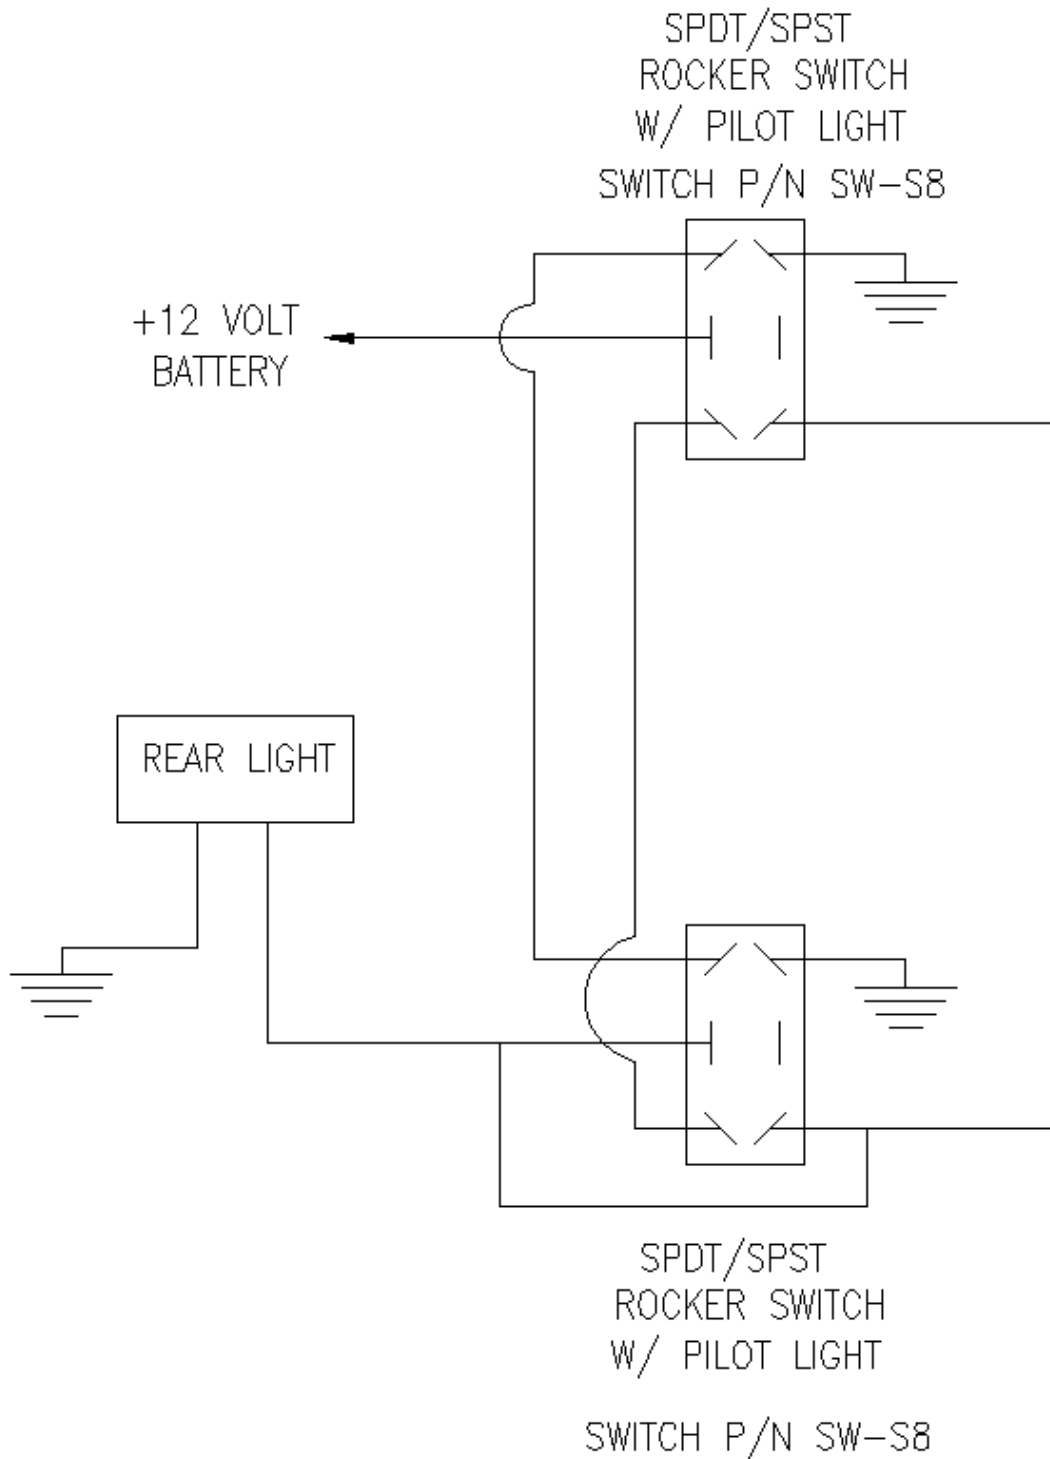 SPDT/SPST
ROCKER SWITCH
W/ PILOT LIGHT
SWITCH P/N SW-S8
+12 VOLT
BATTERY
REAR LIGHT
SPDT/SPST
ROCKER SWITCH
W/ PILOT LIGHT
SWITCH P/N SW-S8